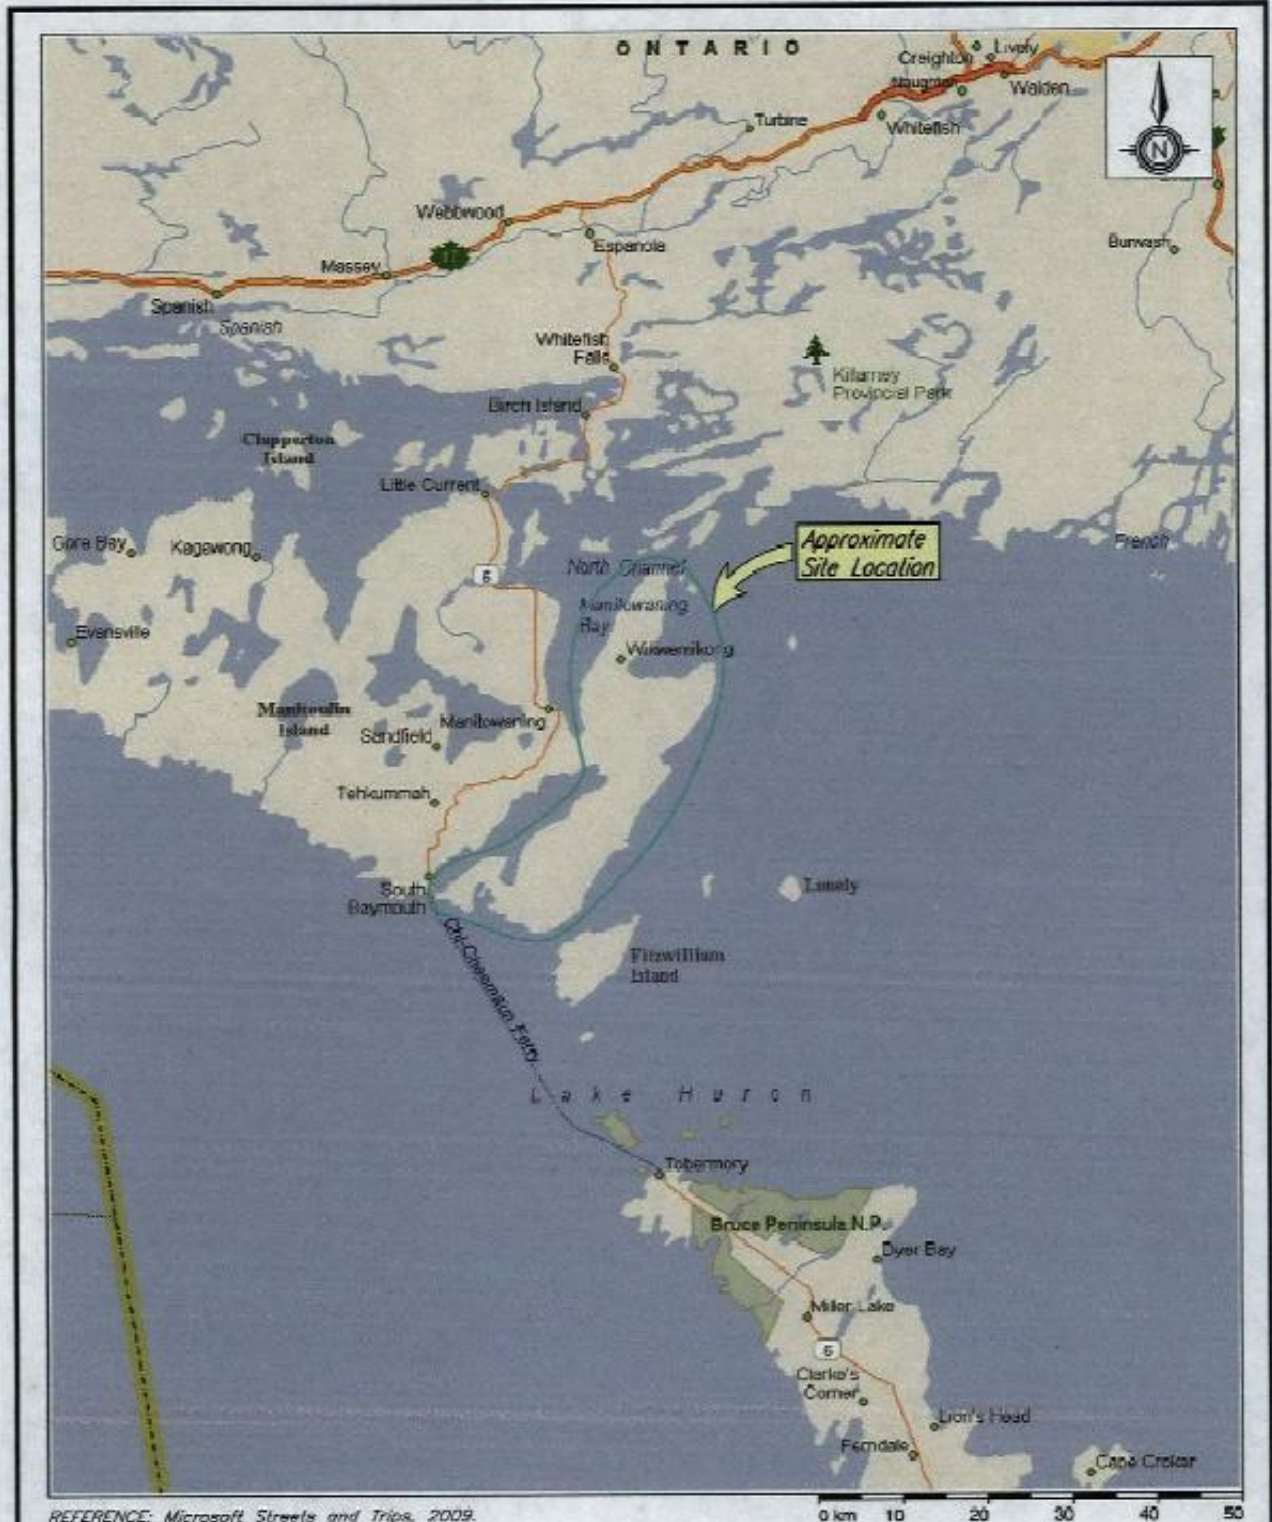 ONTARIO
Lively
Creighton
Naughton
Walden
Whitefish
Turbine
N
Webbwood
Espanola
Burwash
Massey
17
Spanish
Spanish
Whitefish
Falls
Killarney
Provincial Park
Birch Island
Clapperton
Island
Little Current
Gore Bay
Kagawong
French
Approximate
Site Location
North Channel
6
Manitowaning
Bay
Evansville
Wikwemikong
Manitoulin
Island
Manitowaning
Sandfield
Tehkummah
South
Baymouth
Lonely
Chi-Cheemaun Ferry
Fitzwilliam
Island
Lake Huron
Tobermory
Bruce Peninsula N.P.
Dyer Bay
Miller Lake
6
Clarke's
Corner
Lion's Head
Ferndale
Cape Croker
REFERENCE: Microsoft Streets and Trips, 2009.
0 km 10 20 30 40 50